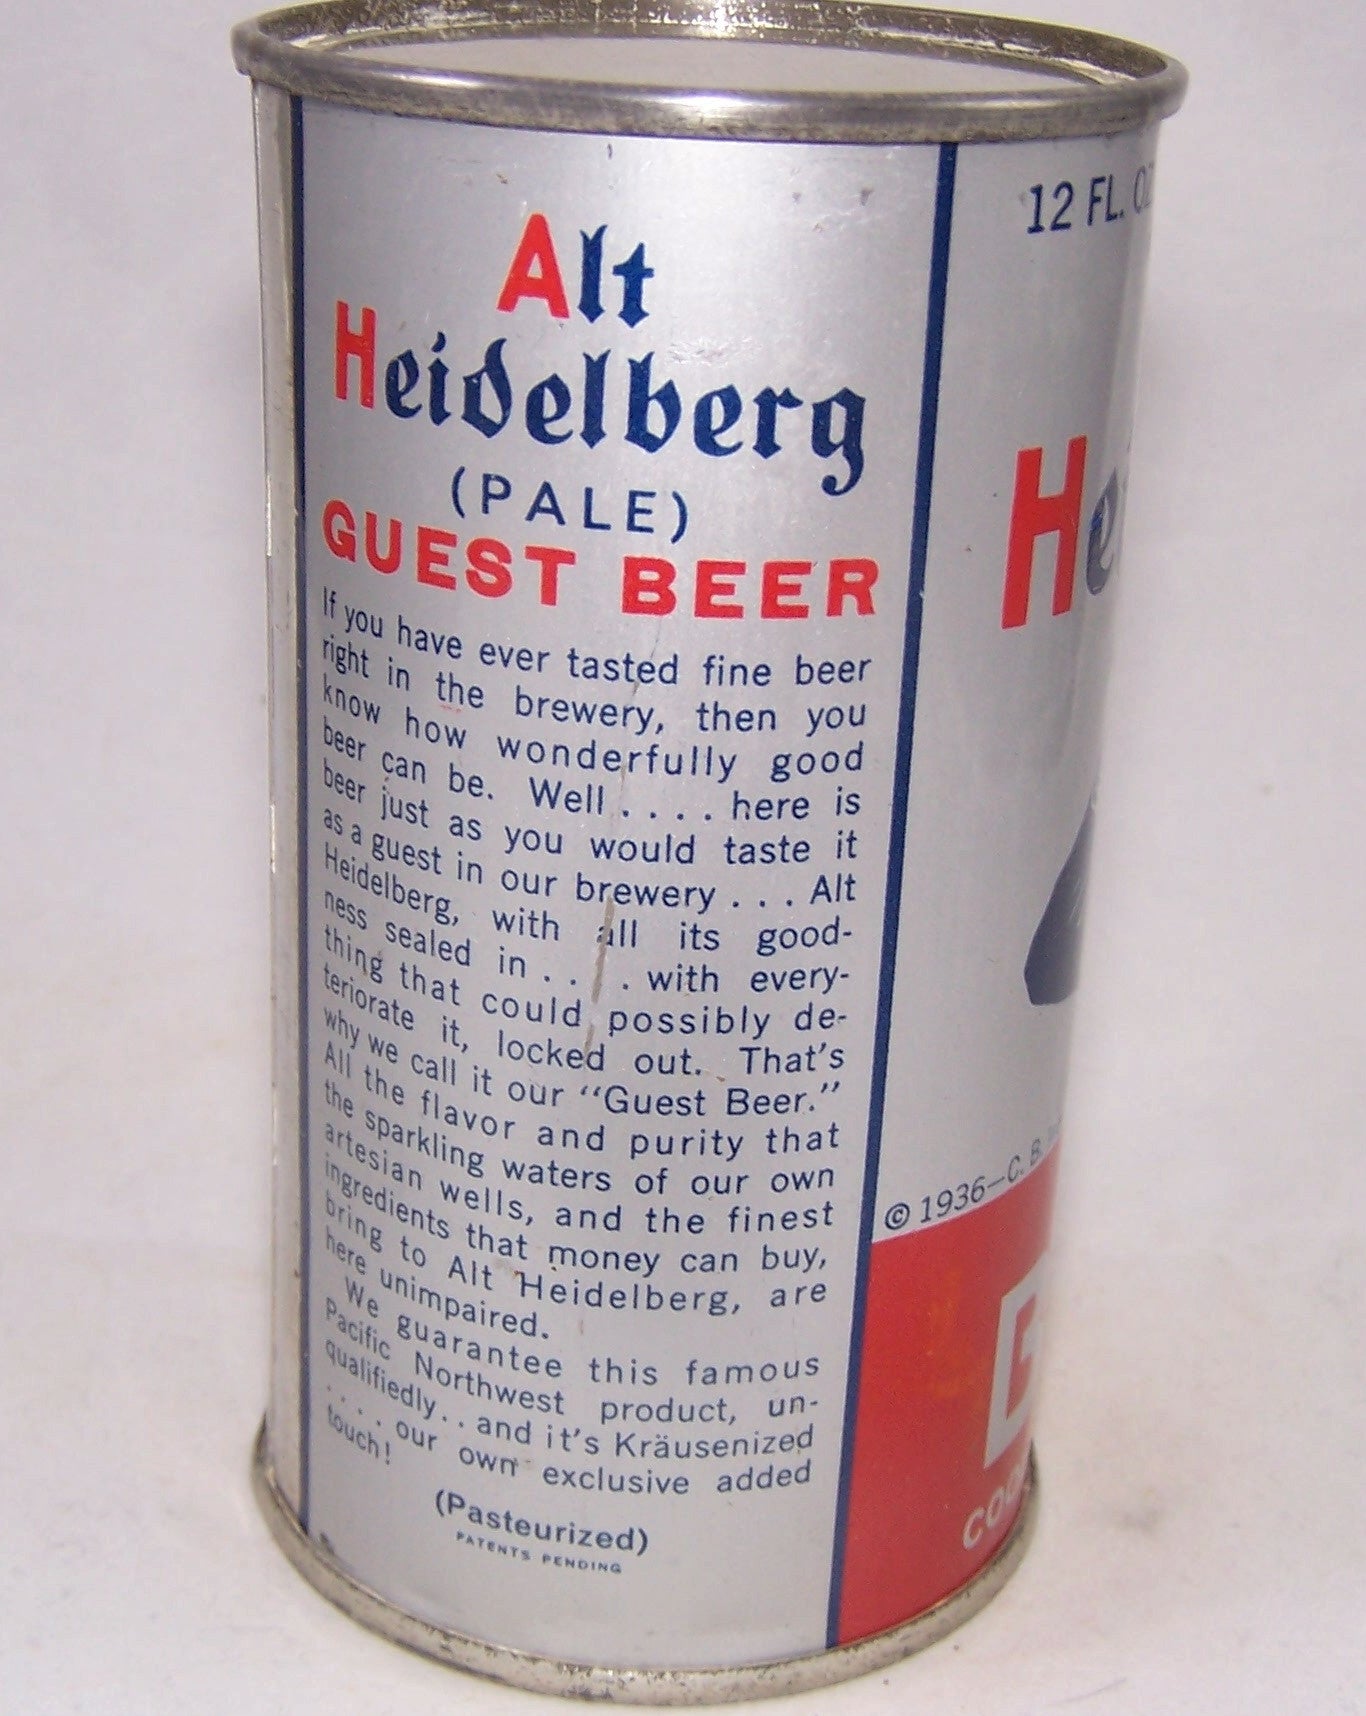 Alt
Heidelberg
(PALE)
GUEST BEER
If you have ever tasted fine beer
right in the brewery, then you
know how wonderfully good
beer can be. Well . . . . here is
beer just as you would taste it
as a guest in our brewery . . . Alt
Heidelberg, with all its good-
ness sealed in . . . . with every-
thing that could possibly de-
teriorate it, locked out. That's
why we call it our "Guest Beer."
All the flavor and purity that
the sparkling waters of our own
artesian wells, and the finest
ingredients that money can buy,
bring to Alt Heidelberg, are
here unimpaired.
We guarantee this famous
Pacific Northwest product, un-
qualifiedly . . and it's Kräusenized
. . . . our own exclusive added
touch!
(Pasteurized)
PATENTS PENDING
12 FL. OZ
He
© 1936—C. B.